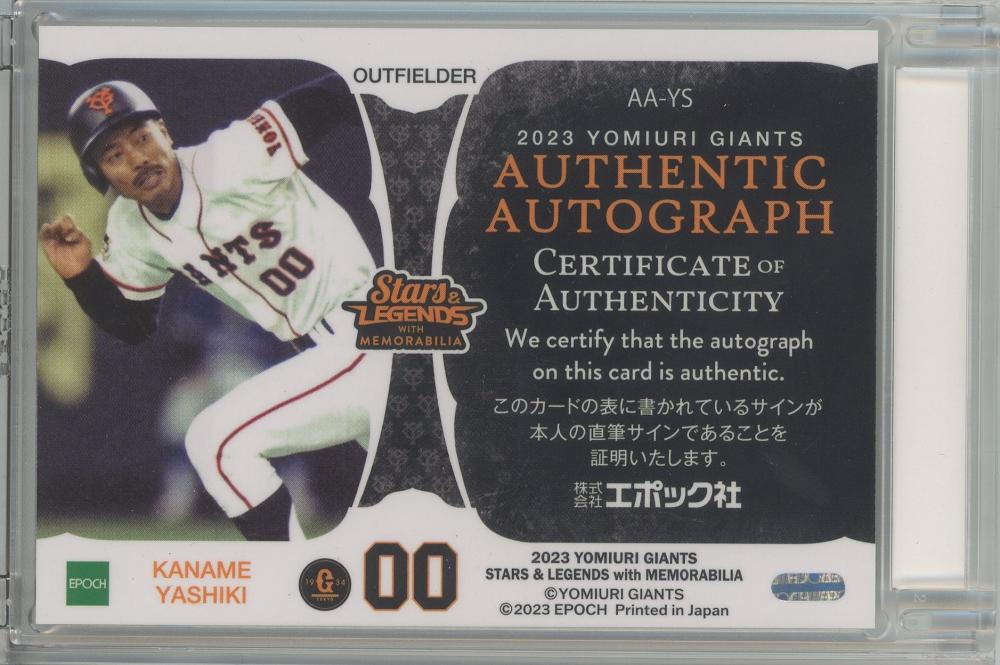 OUTFIELDER
AA-YS
2023 YOMIURI GIANTS
AUTHENTIC
AUTOGRAPH
CERTIFICATE OF
AUTHENTICITY
We certify that the autograph
on this card is authentic.
このカードの表に書かれているサインが
本人の直筆サインであることを
証明いたします。
株式会社エポック社
ANTS
00
Stars &
LEGENDS
WITH
MEMORABILIA
EPOCH
KANAME
YASHIKI
19 G 34
TOKYO
00
2023 YOMIURI GIANTS
STARS & LEGENDS with MEMORABILIA
©YOMIURI GIANTS
©2023 EPOCH Printed in Japan